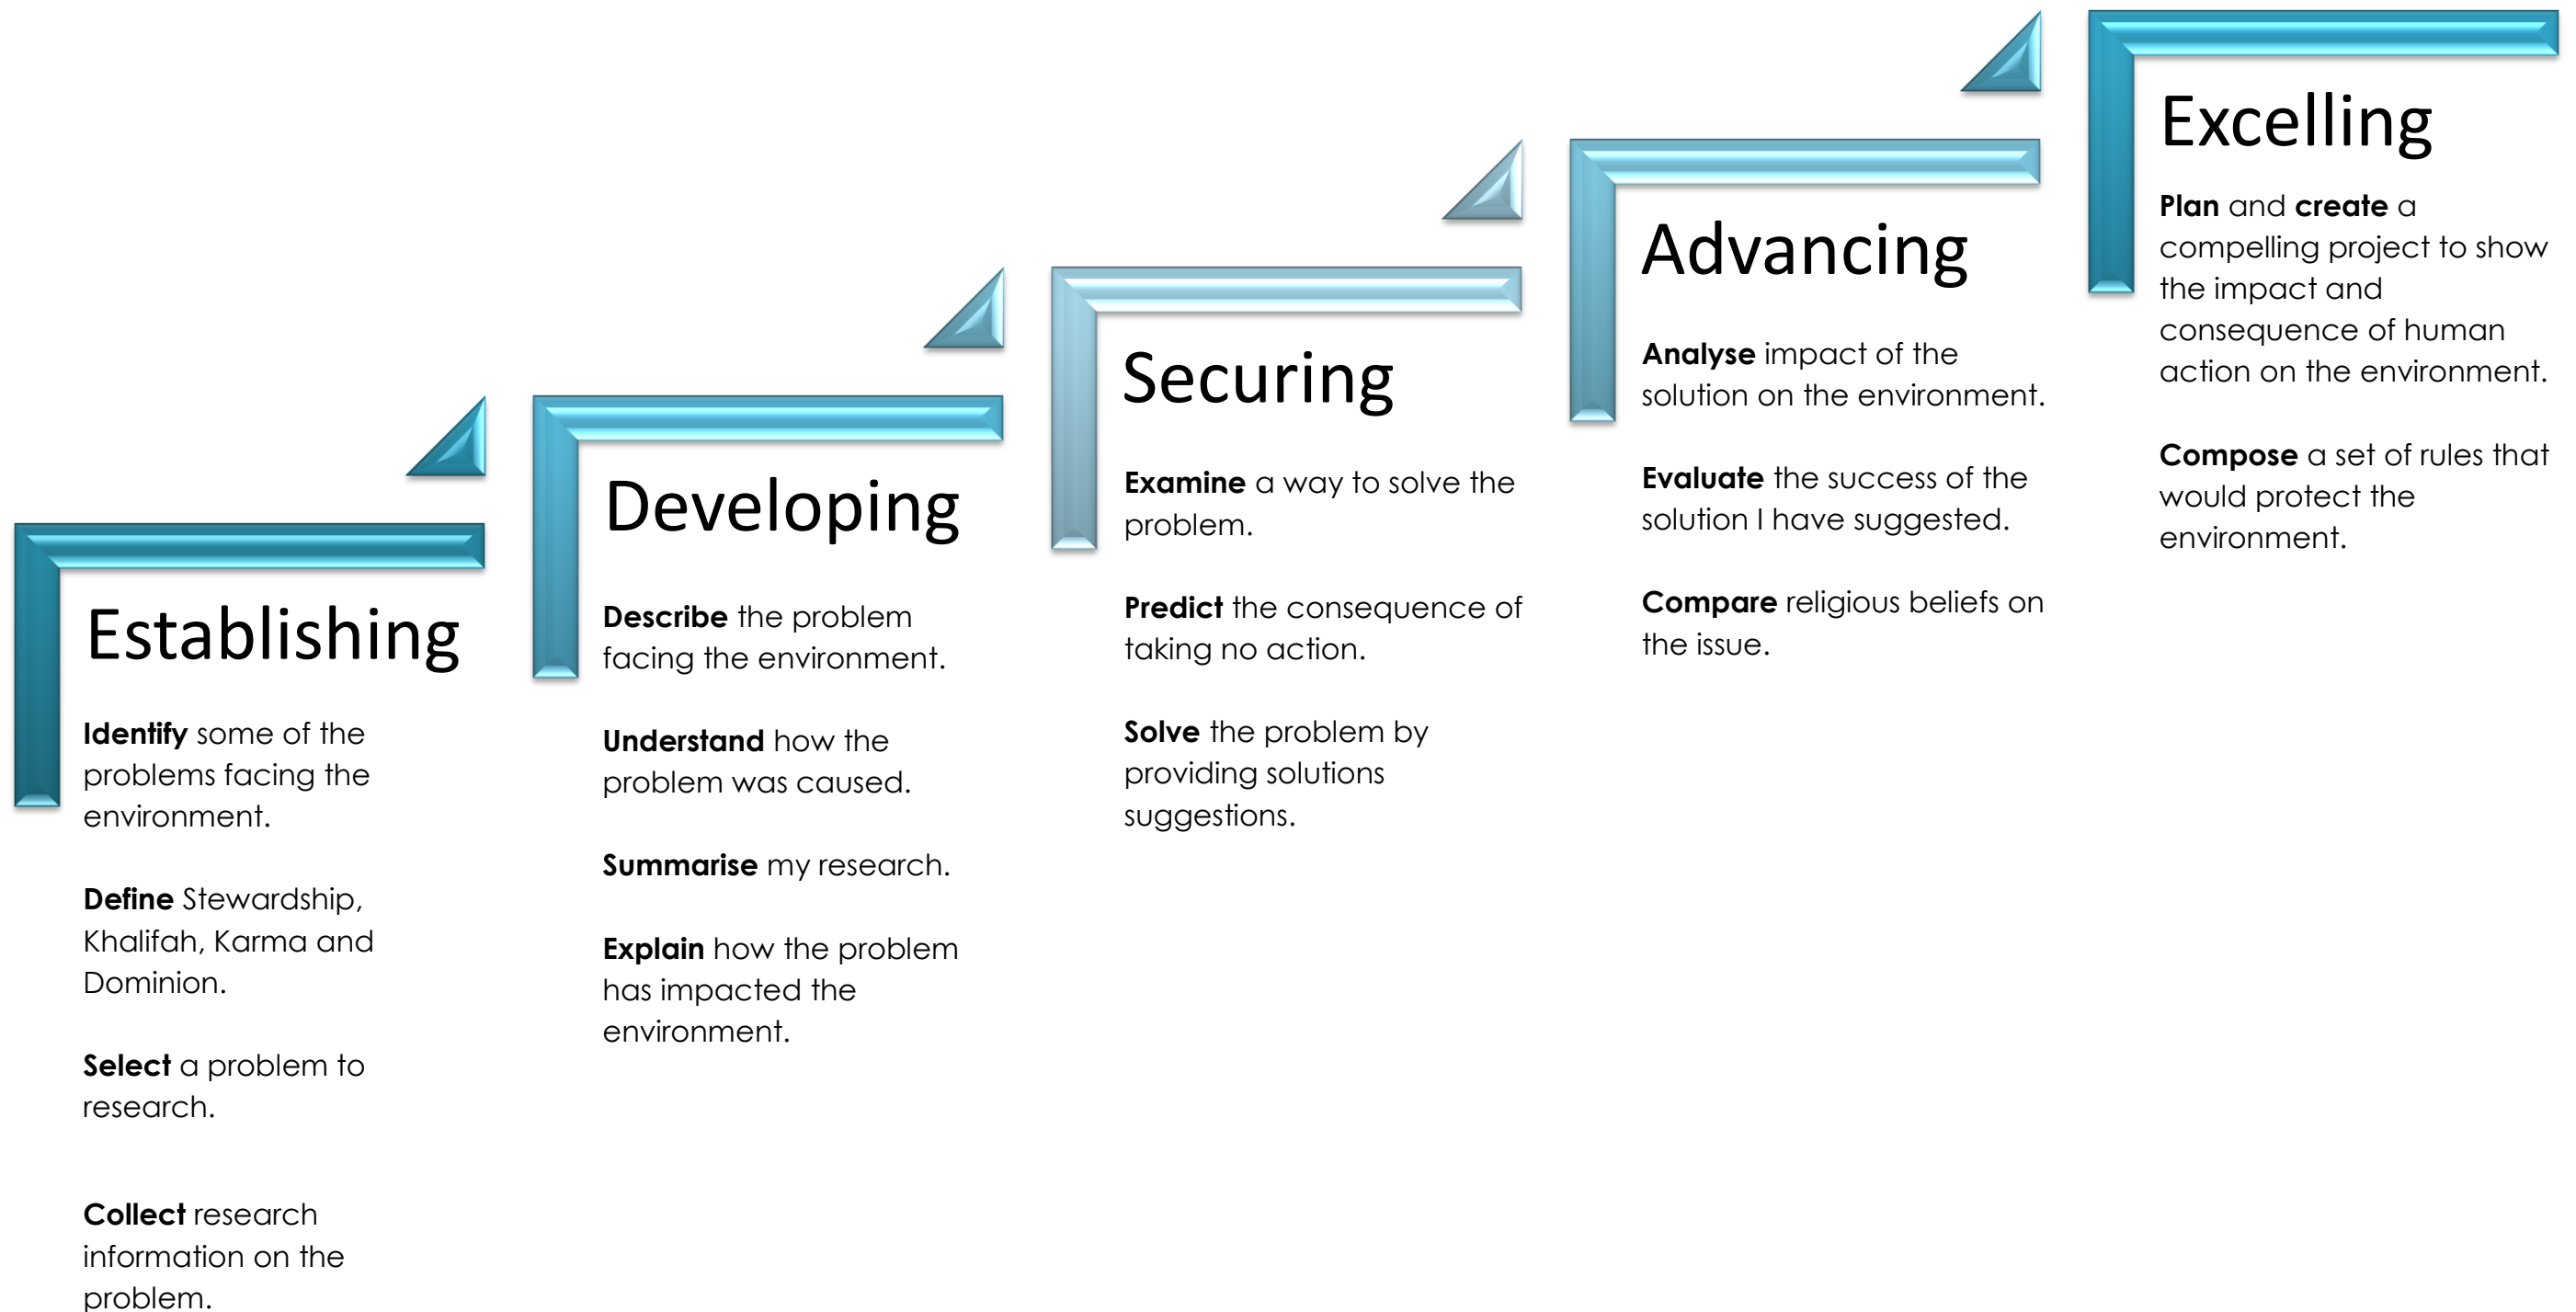 Establishing
Identify some of the
problems facing the
environment.
Define Stewardship,
Khalifah, Karma and
Dominion.
Select a problem to
research.
Collect research
information on the
problem.
Developing
Describe the problem
facing the environment.
Understand how the
problem was caused.
Summarise my research.
Explain how the problem
has impacted the
environment.
Securing
Examine a way to solve the
problem.
Predict the consequence of
taking no action.
Solve the problem by
providing solutions
suggestions.
Advancing
Analyse impact of the
solution on the environment.
Evaluate the success of the
solution I have suggested.
Compare religious beliefs on
the issue.
Excelling
Plan and create a
compelling project to show
the impact and
consequence of human
action on the environment.
Compose a set of rules that
would protect the
environment.